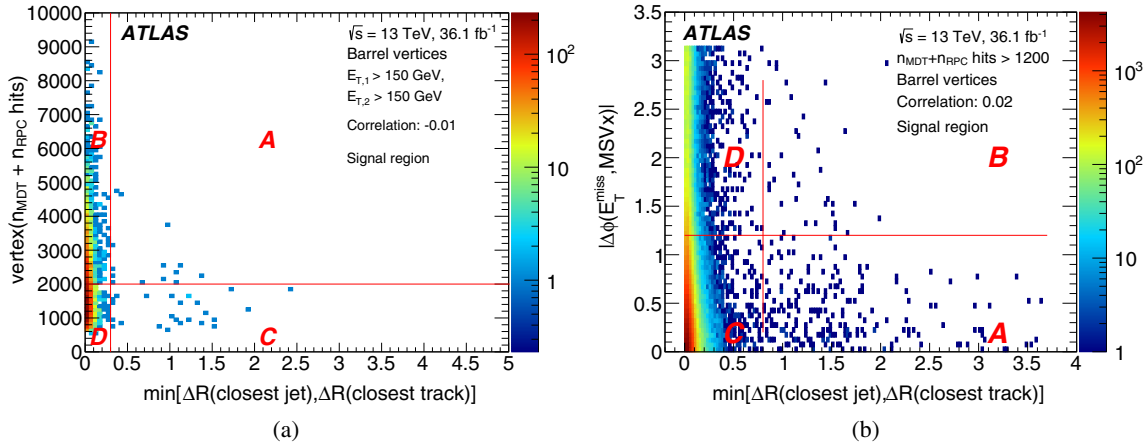 ATLAS
√s = 13 TeV, 36.1 fb⁻¹
Barrel vertices
E_T,1 > 150 GeV,
E_T,2 > 150 GeV
Correlation: -0.01
Signal region
B
A
D
C
vertex(n_MDT + n_RPC hits)
10000
9000
8000
7000
6000
5000
4000
3000
2000
1000
0
0 0.5 1 1.5 2 2.5 3 3.5 4 4.5 5
min[ΔR(closest jet),ΔR(closest track)]
10²
10
1
(a)
ATLAS
√s = 13 TeV, 36.1 fb⁻¹
n_MDT+n_RPC hits > 1200
Barrel vertices
Correlation: 0.02
Signal region
D
B
C
A
|Δϕ(E_T^miss,MSVx)|
3.5
3
2.5
2
1.5
1
0.5
0
0 0.5 1 1.5 2 2.5 3 3.5 4
min[ΔR(closest jet),ΔR(closest track)]
10³
10²
10
1
(b)